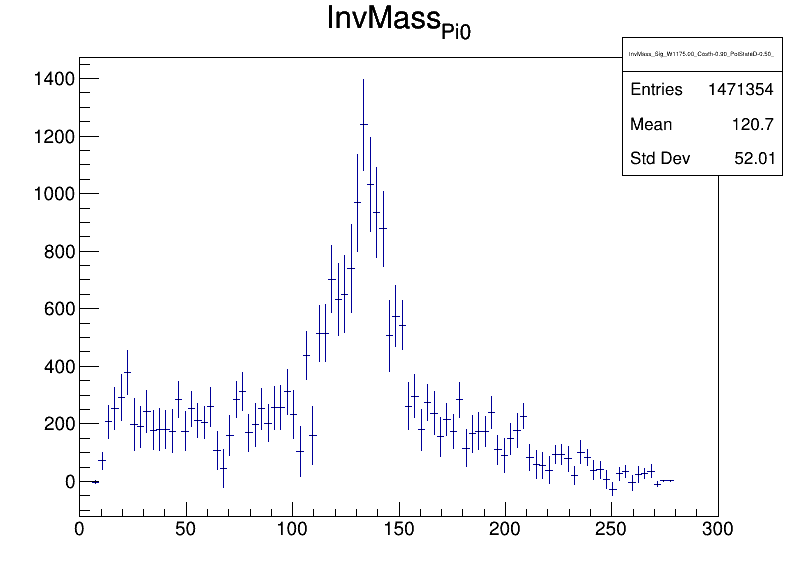 InvMass_Pi0
InvMass_Sig_W1175.00_Costh-0.90_PolStateD-0.50_
Entries 1471354
Mean 120.7
Std Dev 52.01
1400
1200
1000
800
600
400
200
0
0 50 100 150 200 250 300